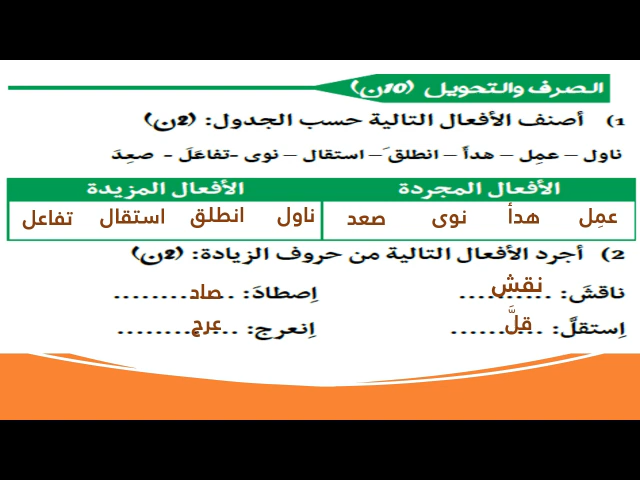 الصرف والتحويل (10ن)
1) أصنف الأفعال التالية حسب الجدول: (2ن)
ناول – عمِل – هدأ – انطلقَ – استقال – نوى – تفاعَلَ - صعِدَ
الأفعال المجردة الأفعال المزيدة
عمِل هدأ نوى صعد ناول انطلق استقال تفاعل
2) أجرد الأفعال التالية من حروف الزيادة: (2ن)
ناقشَ: نقش .......... اِصطادَ: صاد ............
اِستقلَّ: قلَّ .......... اِنعرج: عرج ............